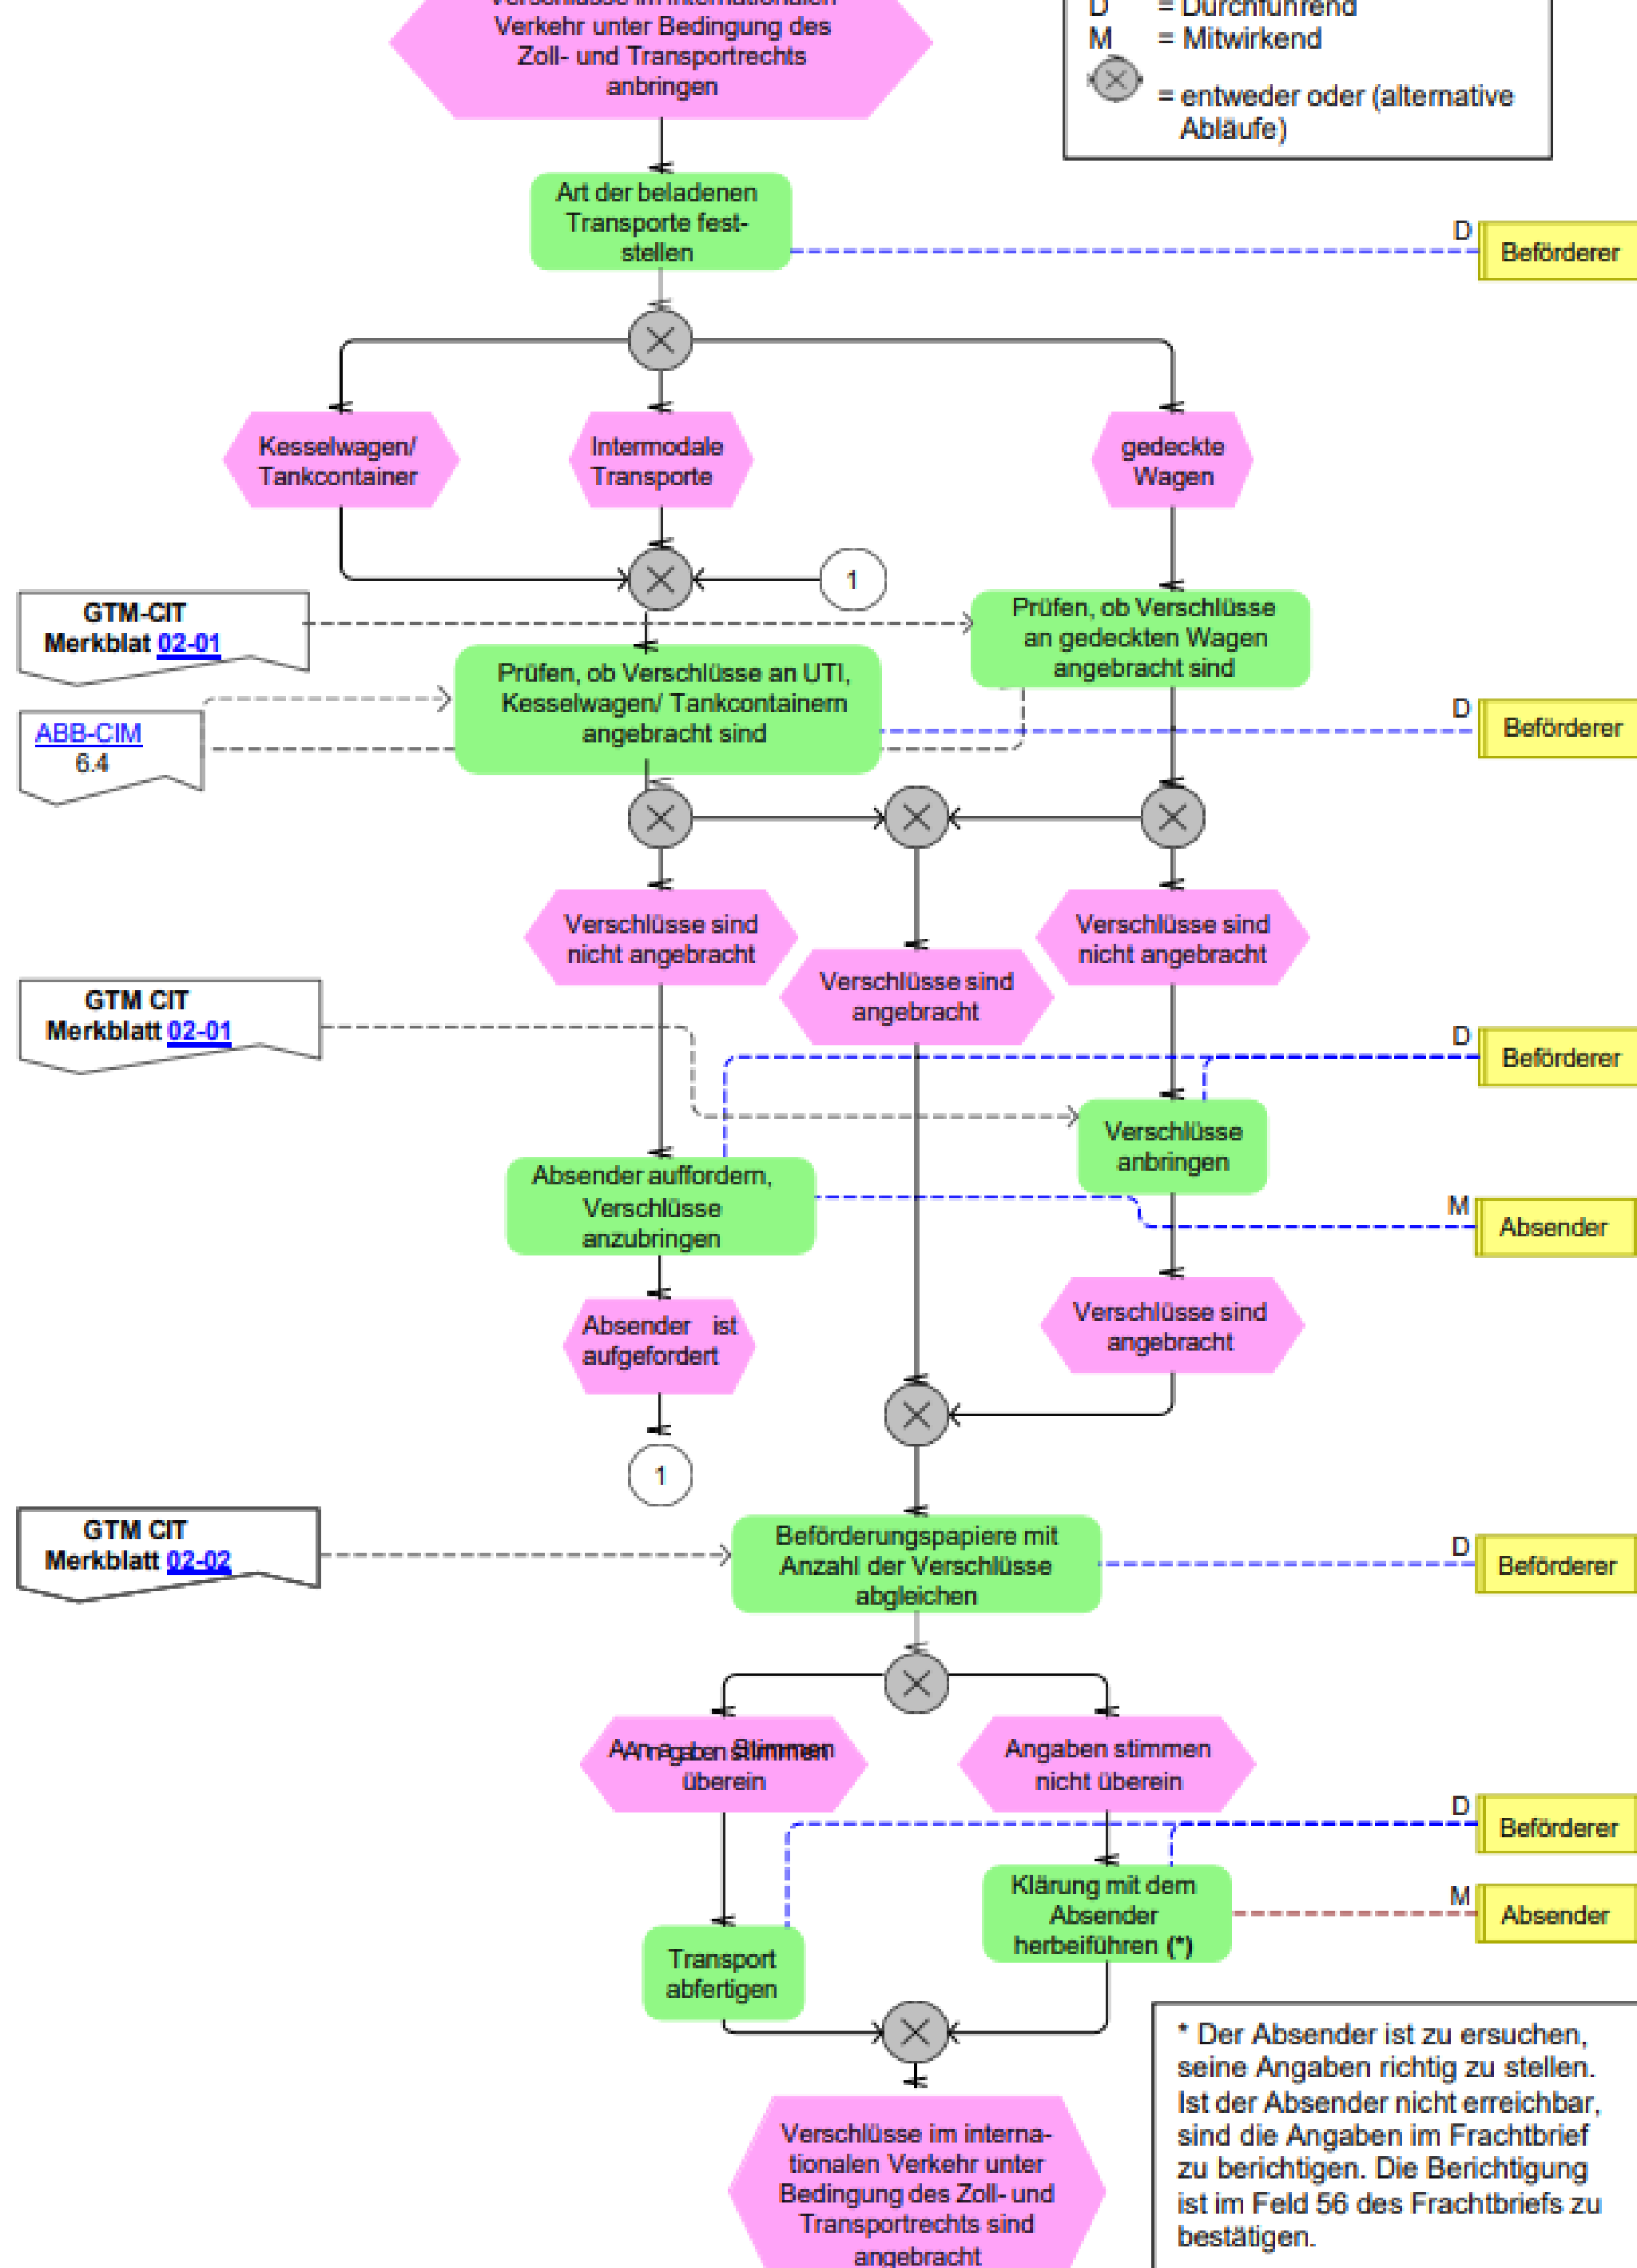 Verschlüsse im internationalen
Verkehr unter Bedingung des
Zoll- und Transportrechts
anbringen
D = Durchführend
M = Mitwirkend
= entweder oder (alternative
Abläufe)
Art der beladenen
Transporte fest-
stellen
D
Beförderer
Kesselwagen/
Tankcontainer
Intermodale
Transporte
gedeckte
Wagen
1
GTM-CIT
Merkblat 02-01
Prüfen, ob Verschlüsse
an gedeckten Wagen
angebracht sind
Prüfen, ob Verschlüsse an UTI,
Kesselwagen/ Tankcontainern
angebracht sind
ABB-CIM
6.4
D
Beförderer
Verschlüsse sind
nicht angebracht
Verschlüsse sind
angebracht
Verschlüsse sind
nicht angebracht
GTM CIT
Merkblatt 02-01
D
Beförderer
Verschlüsse
anbringen
Absender auffordern,
Verschlüsse
anzubringen
M
Absender
Absender ist
aufgefordert
Verschlüsse sind
angebracht
1
GTM CIT
Merkblatt 02-02
Beförderungspapiere mit
Anzahl der Verschlüsse
abgleichen
D
Beförderer
Angaben stimmen
überein
Angaben stimmen
nicht überein
D
Beförderer
Klärung mit dem
Absender
herbeiführen (*)
M
Absender
Transport
abfertigen
* Der Absender ist zu ersuchen,
seine Angaben richtig zu stellen.
Ist der Absender nicht erreichbar,
sind die Angaben im Frachtbrief
zu berichtigen. Die Berichtigung
ist im Feld 56 des Frachtbriefs zu
bestätigen.
Verschlüsse im interna-
tionalen Verkehr unter
Bedingung des Zoll- und
Transportrechts sind
angebracht